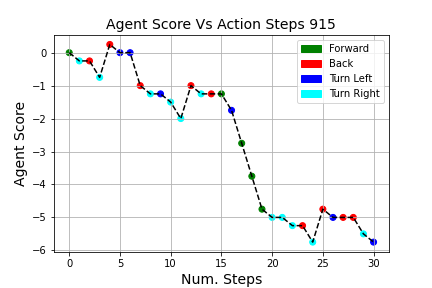 Agent Score Vs Action Steps 915
Forward
Back
Turn Left
Turn Right
Agent Score
0
−1
−2
−3
−4
−5
−6
0 5 10 15 20 25 30
Num. Steps